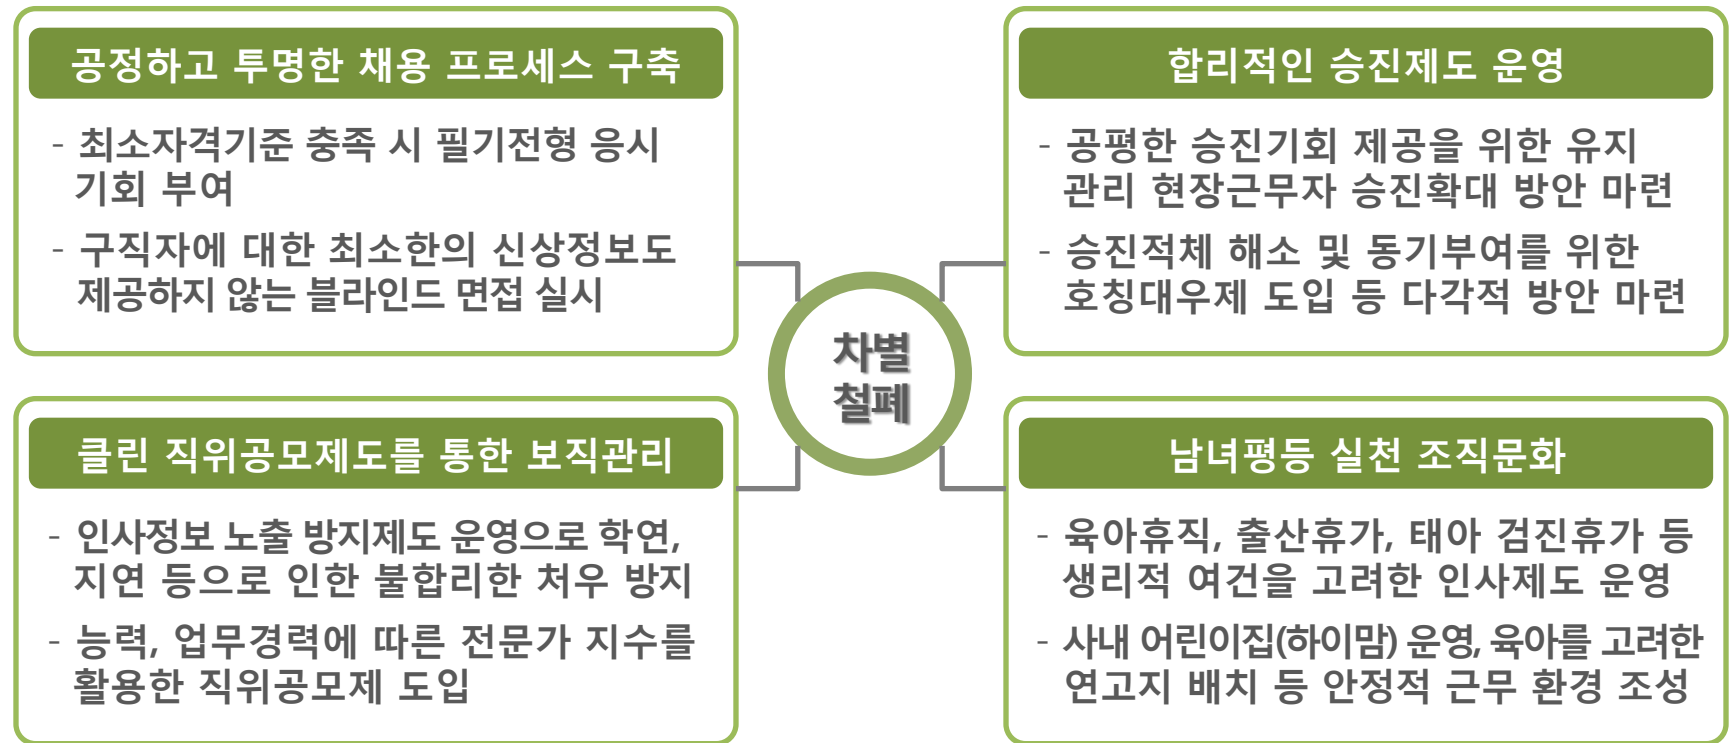 공정하고 투명한 채용 프로세스 구축
- 최소자격기준 충족 시 필기전형 응시
기회 부여
- 구직자에 대한 최소한의 신상정보도
제공하지 않는 블라인드 면접 실시
합리적인 승진제도 운영
- 공평한 승진기회 제공을 위한 유지
관리 현장근무자 승진확대 방안 마련
- 승진적체 해소 및 동기부여를 위한
호칭대우제 도입 등 다각적 방안 마련
차별
철폐
클린 직위공모제도를 통한 보직관리
- 인사정보 노출 방지제도 운영으로 학연,
지연 등으로 인한 불합리한 처우 방지
- 능력, 업무경력에 따른 전문가 지수를
활용한 직위공모제 도입
남녀평등 실천 조직문화
- 육아휴직, 출산휴가, 태아 검진휴가 등
생리적 여건을 고려한 인사제도 운영
- 사내 어린이집(하이맘) 운영, 육아를 고려한
연고지 배치 등 안정적 근무 환경 조성